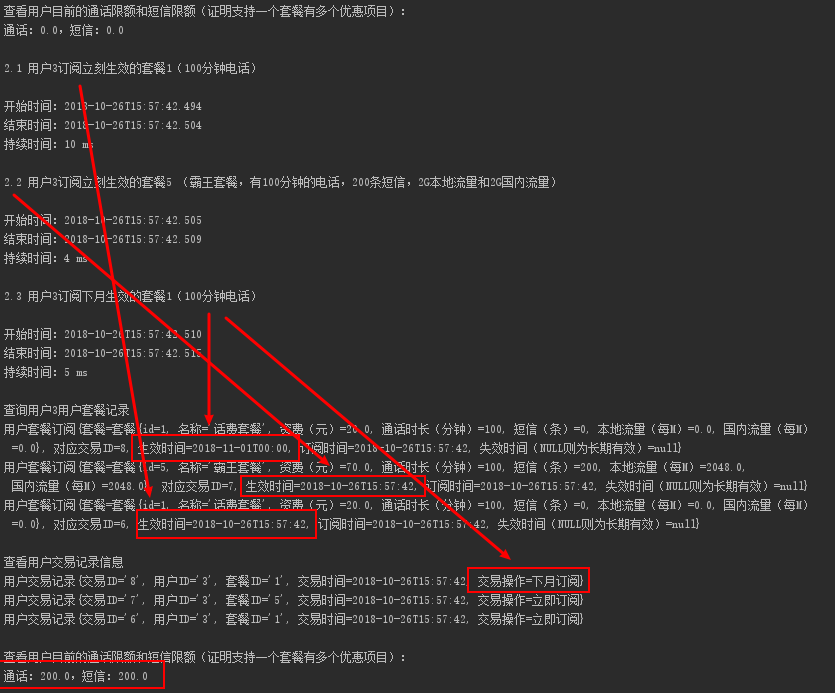 查看用户目前的通话限额和短信限额（证明支持一个套餐有多个优惠项目）:
通话: 0.0, 短信: 0.0
2.1 用户3订阅立刻生效的套餐1（100分钟电话）
开始时间: 2018-10-26T15:57:42.494
结束时间: 2018-10-26T15:57:42.504
持续时间: 10 ms
2.2 用户3订阅立刻生效的套餐5 （霸王套餐, 有100分钟的电话, 200条短信, 2G本地流量和2G国内流量）
开始时间: 2018-10-26T15:57:42.505
结束时间: 2018-10-26T15:57:42.509
持续时间: 4 ms
2.3 用户3订阅下月生效的套餐1（100分钟电话）
开始时间: 2018-10-26T15:57:42.510
结束时间: 2018-10-26T15:57:42.515
持续时间: 5 ms
查询用户3用户套餐记录
用户套餐订阅{套餐=套餐{id=1, 名称='话费套餐', 资费（元）=20.0, 通话时长（分钟）=100, 短信（条）=0, 本地流量（每M）=0.0, 国内流量（每M）
=0.0}, 对应交易ID=8, 生效时间=2018-11-01T00:00, 订阅时间=2018-10-26T15:57:42, 失效时间（NULL则为长期有效）=null}
用户套餐订阅{套餐=套餐{id=5, 名称='霸王套餐', 资费（元）=70.0, 通话时长（分钟）=100, 短信（条）=200, 本地流量（每M）=2048.0,
国内流量（每M）=2048.0}, 对应交易ID=7, 生效时间=2018-10-26T15:57:42, 订阅时间=2018-10-26T15:57:42, 失效时间（NULL则为长期有效）=null}
用户套餐订阅{套餐=套餐{id=1, 名称='话费套餐', 资费（元）=20.0, 通话时长（分钟）=100, 短信（条）=0, 本地流量（每M）=0.0, 国内流量（每M）
=0.0}, 对应交易ID=6, 生效时间=2018-10-26T15:57:42, 订阅时间=2018-10-26T15:57:42, 失效时间（NULL则为长期有效）=null}
查看用户交易记录信息
用户交易记录{交易ID='8', 用户ID='3', 套餐ID='1', 交易时间=2018-10-26T15:57:42, 交易操作=下月订阅}
用户交易记录{交易ID='7', 用户ID='3', 套餐ID='5', 交易时间=2018-10-26T15:57:42, 交易操作=立即订阅}
用户交易记录{交易ID='6', 用户ID='3', 套餐ID='1', 交易时间=2018-10-26T15:57:42, 交易操作=立即订阅}
查看用户目前的通话限额和短信限额（证明支持一个套餐有多个优惠项目）:
通话: 200.0, 短信: 200.0